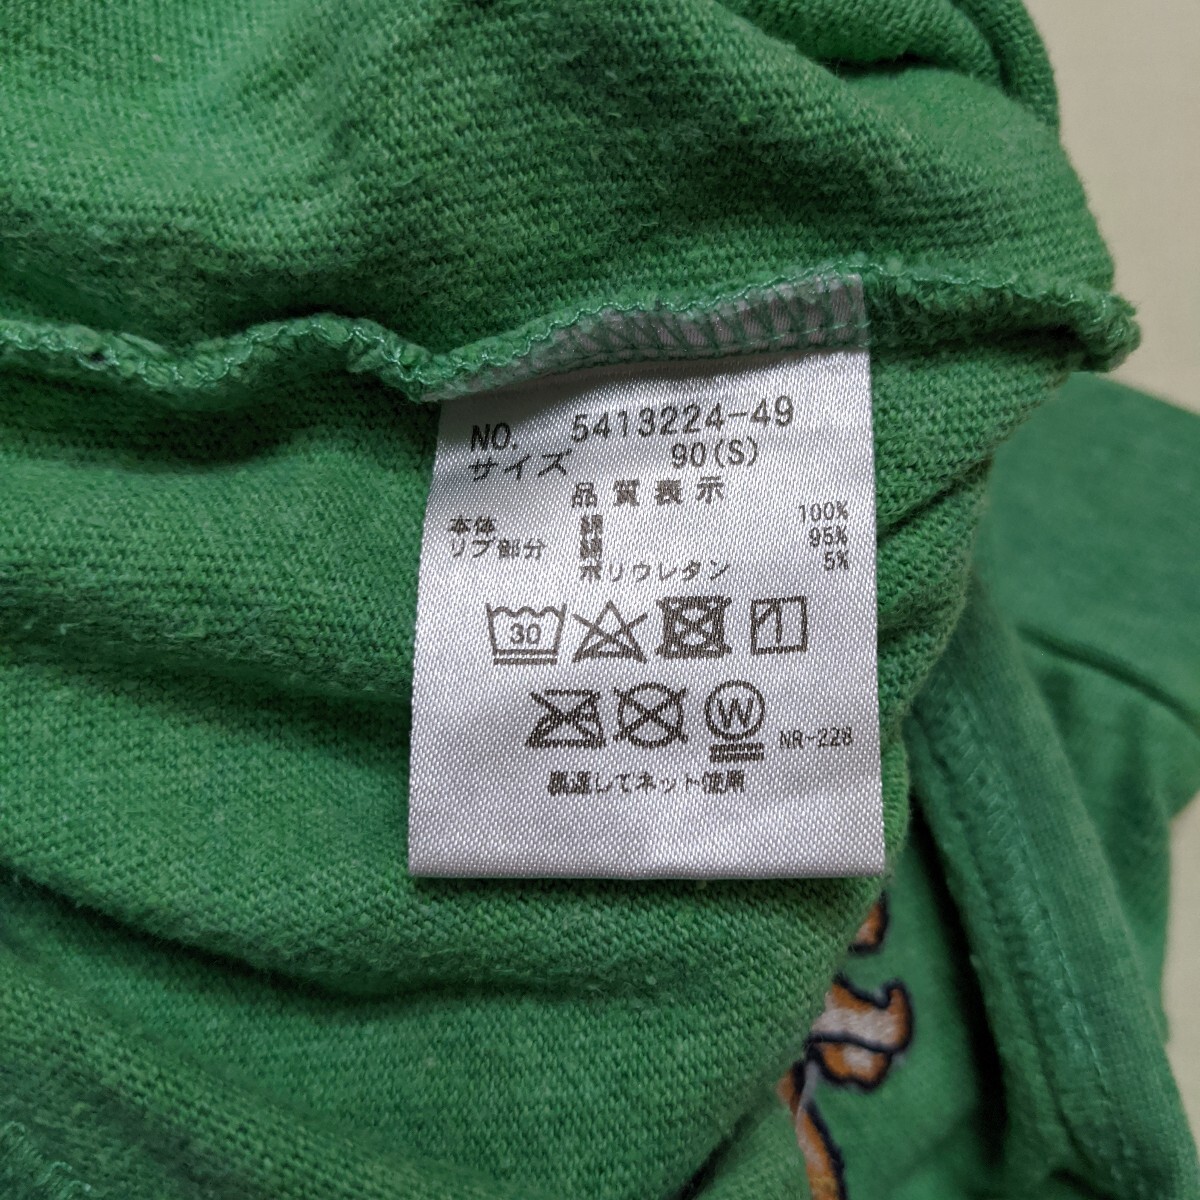 NO. 5413224-49
サイズ 90(S)
品質表示
本体 綿 100%
リブ部分 綿 95%
ポリウレタン 5%
30
W
NR-228
裏返してネット使用